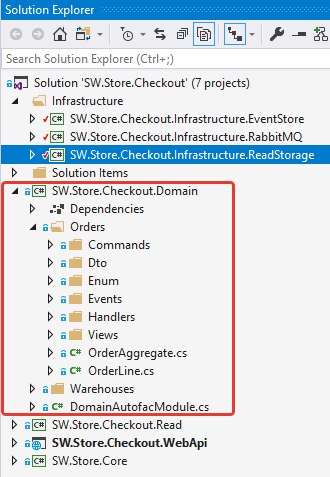 Solution Explorer
Search Solution Explorer (Ctrl+;)
Solution 'SW.Store.Checkout' (7 projects)
Infrastructure
C# SW.Store.Checkout.Infrastructure.EventStore
C# SW.Store.Checkout.Infrastructure.RabbitMQ
C# SW.Store.Checkout.Infrastructure.ReadStorage
Solution Items
C# SW.Store.Checkout.Domain
Dependencies
Orders
Commands
Dto
Enum
Events
Handlers
Views
C# OrderAggregate.cs
C# OrderLine.cs
Warehouses
C# DomainAutofacModule.cs
C# SW.Store.Checkout.Read
SW.Store.Checkout.WebApi
C# SW.Store.Core